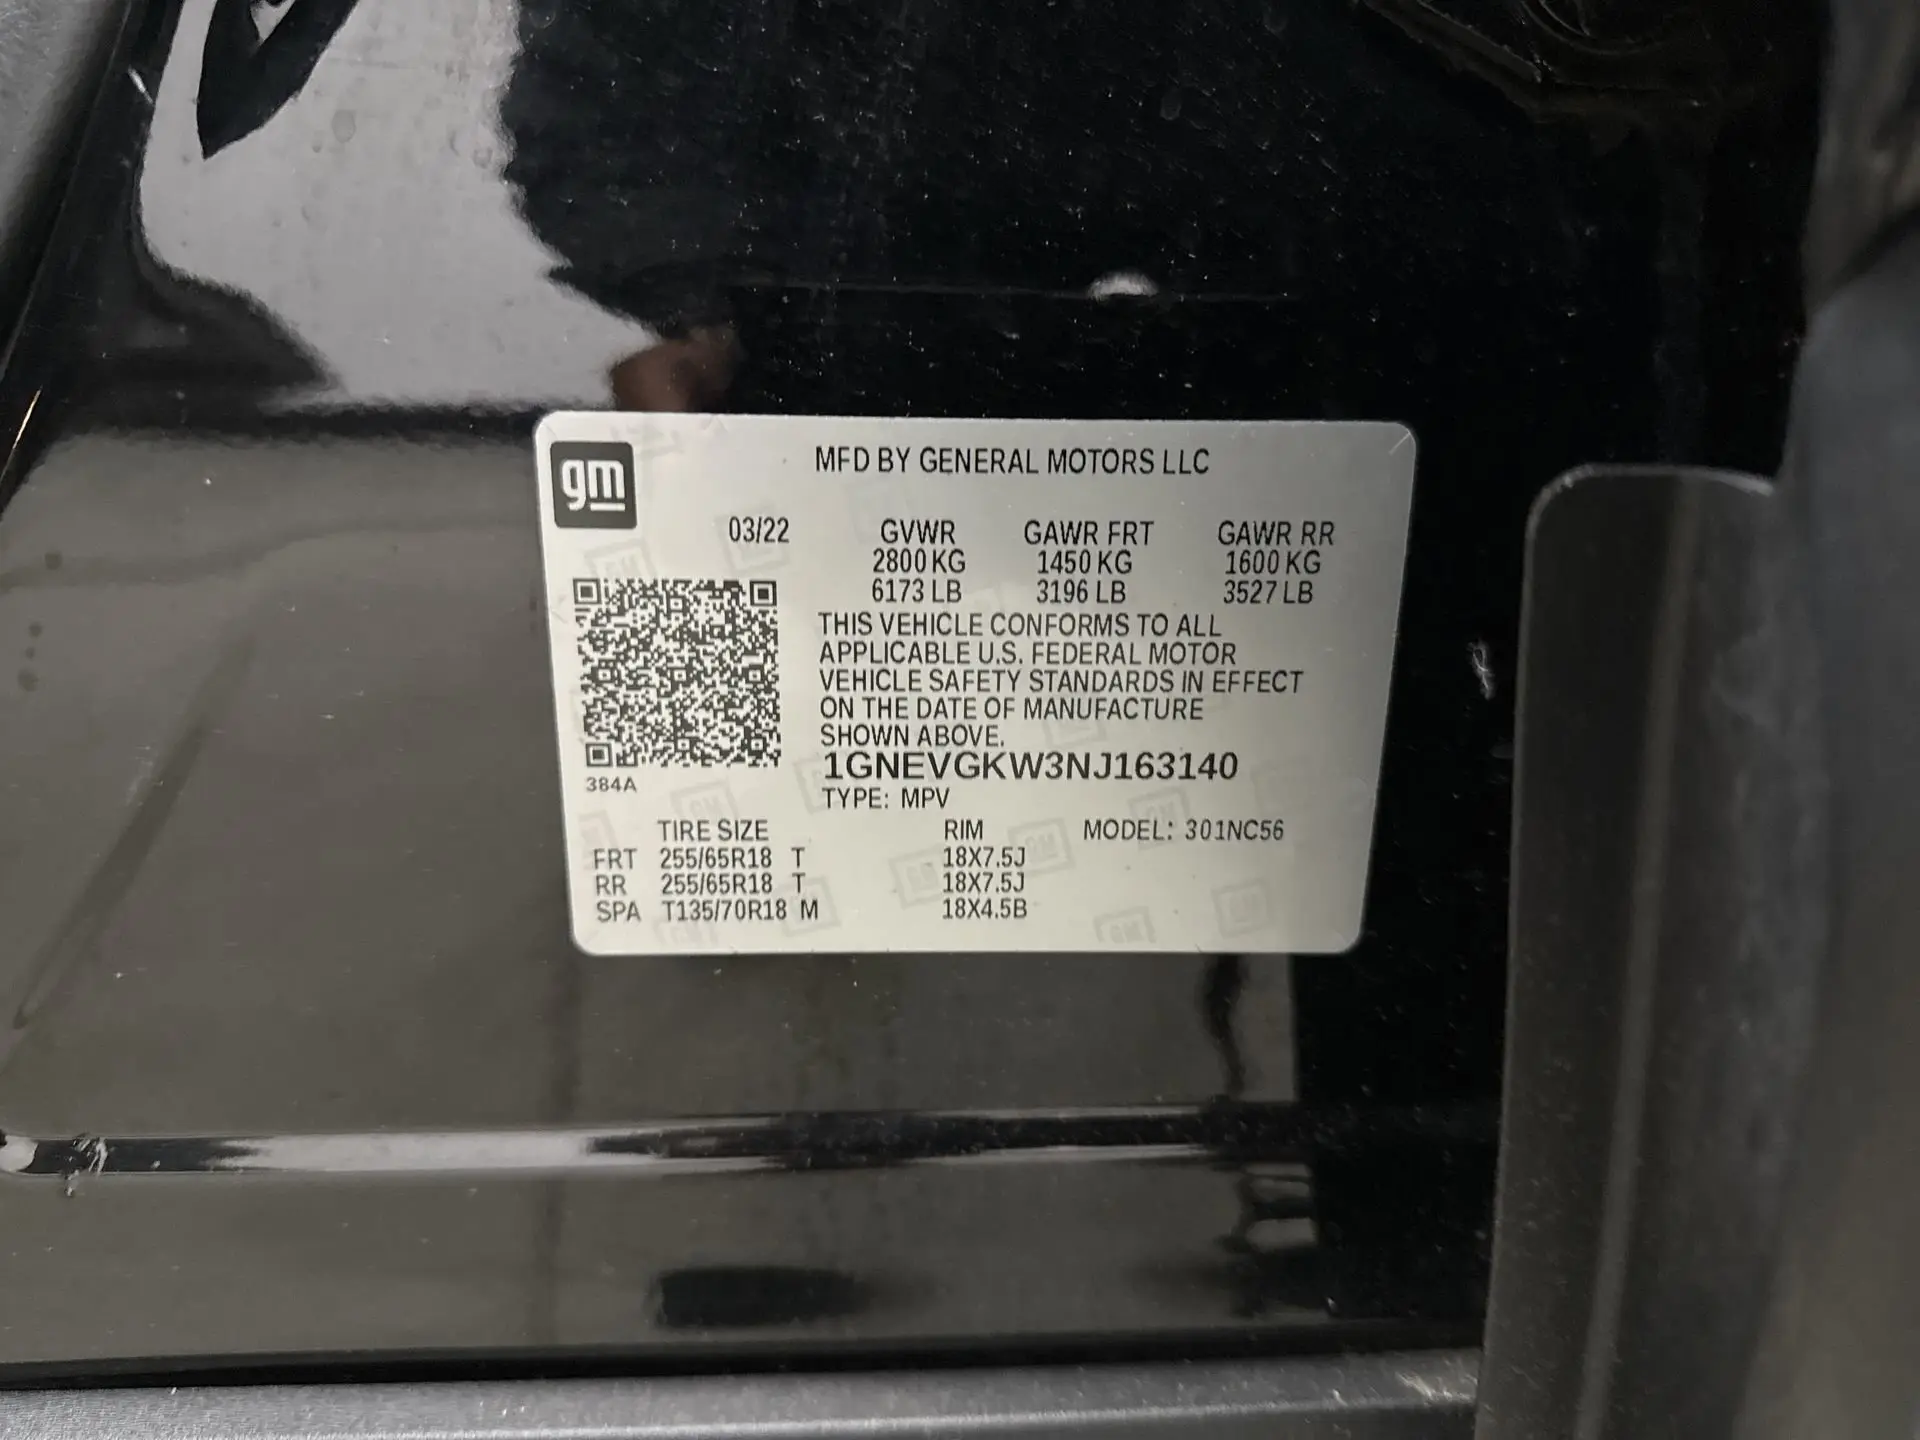 gm
MFD BY GENERAL MOTORS LLC
03/22 GVWR GAWR FRT GAWR RR
2800 KG 1450 KG 1600 KG
6173 LB 3196 LB 3527 LB
THIS VEHICLE CONFORMS TO ALL
APPLICABLE U.S. FEDERAL MOTOR
VEHICLE SAFETY STANDARDS IN EFFECT
ON THE DATE OF MANUFACTURE
SHOWN ABOVE.
1GNEVGKW3NJ163140
384A
TYPE: MPV
TIRE SIZE RIM MODEL: 301NC56
FRT 255/65R18 T 18X7.5J
RR 255/65R18 T 18X7.5J
SPA T135/70R18 M 18X4.5B